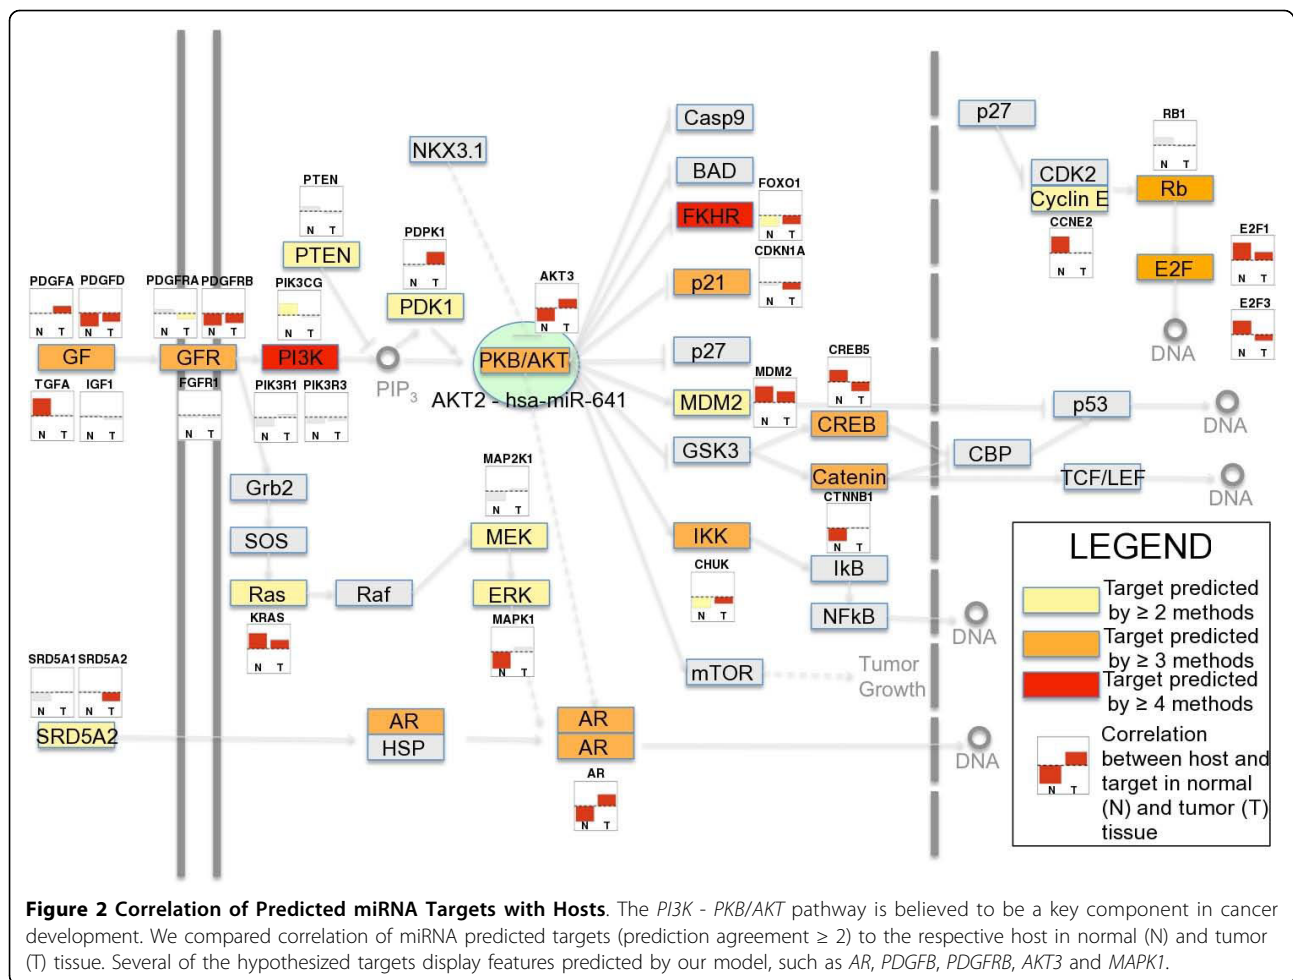 Casp9
p27
RB1
NKX3.1
BAD
CDK2
Cyclin E
Rb
N T
PTEN
N T
PTEN
FKHR
FOXO1
N T
CCNE2
N T
E2F
E2F1
N T
PDPK1
N T
PDK1
CDKN1A
N T
p21
AKT3
N T
E2F3
N T
DNA
PDGFA PDGFD
N T N T
PDGFRA PDGFRB
N T N T
PIK3CG
N T
GF
GFR
PI3K
PIP3
PKB/AKT
AKT2 - hsa-miR-641
TGFA IGF1
N T N T
FGFR1
N T
PIK3R1 PIK3R3
N T N T
p27
MDM2
MDM2
N T
CREB5
N T
CREB
p53
DNA
GSK3
CBP
Catenin
TCF/LEF
DNA
CTNNB1
N T
Grb2
SOS
Ras
Raf
KRAS
N T
MAP2K1
N T
MEK
ERK
MAPK1
N T
IKK
CHUK
N T
IkB
NFkB
DNA
mTOR
Tumor
Growth
SRD5A1 SRD5A2
N T N T
SRD5A2
AR
HSP
AR
AR
DNA
AR
N T
LEGEND
Target predicted
by ≥ 2 methods
Target predicted
by ≥ 3 methods
Target predicted
by ≥ 4 methods
N T
Correlation
between host and
target in normal
(N) and tumor (T)
tissue
Figure 2 Correlation of Predicted miRNA Targets with Hosts. The PI3K - PKB/AKT pathway is believed to be a key component in cancer
development. We compared correlation of miRNA predicted targets (prediction agreement ≥ 2) to the respective host in normal (N) and tumor
(T) tissue. Several of the hypothesized targets display features predicted by our model, such as AR, PDGFB, PDGFRB, AKT3 and MAPK1.